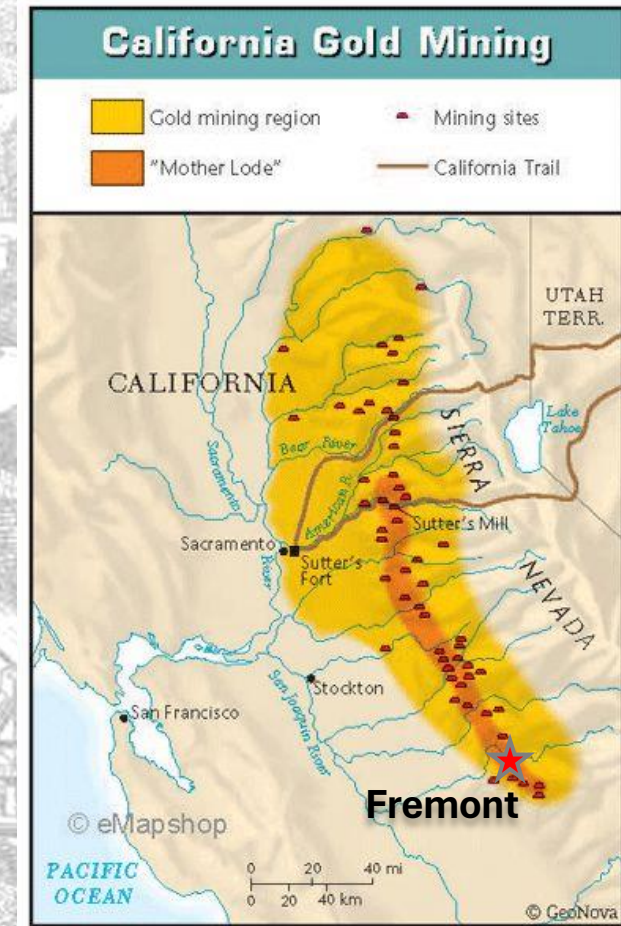 California Gold Mining
Gold mining region
Mining sites
"Mother Lode"
California Trail
UTAH
TERR.
CALIFORNIA
Lake
Tahoe
SIERRA
Bear River
Sacramento
American R.
Sutter's Mill
Sacramento
Sutter's
Fort
River
NEVADA
Stockton
San Joaquin River
San Francisco
Fremont
© eMapshop
PACIFIC
OCEAN
0 20 40 mi
0 20 40 km
© GeoNova